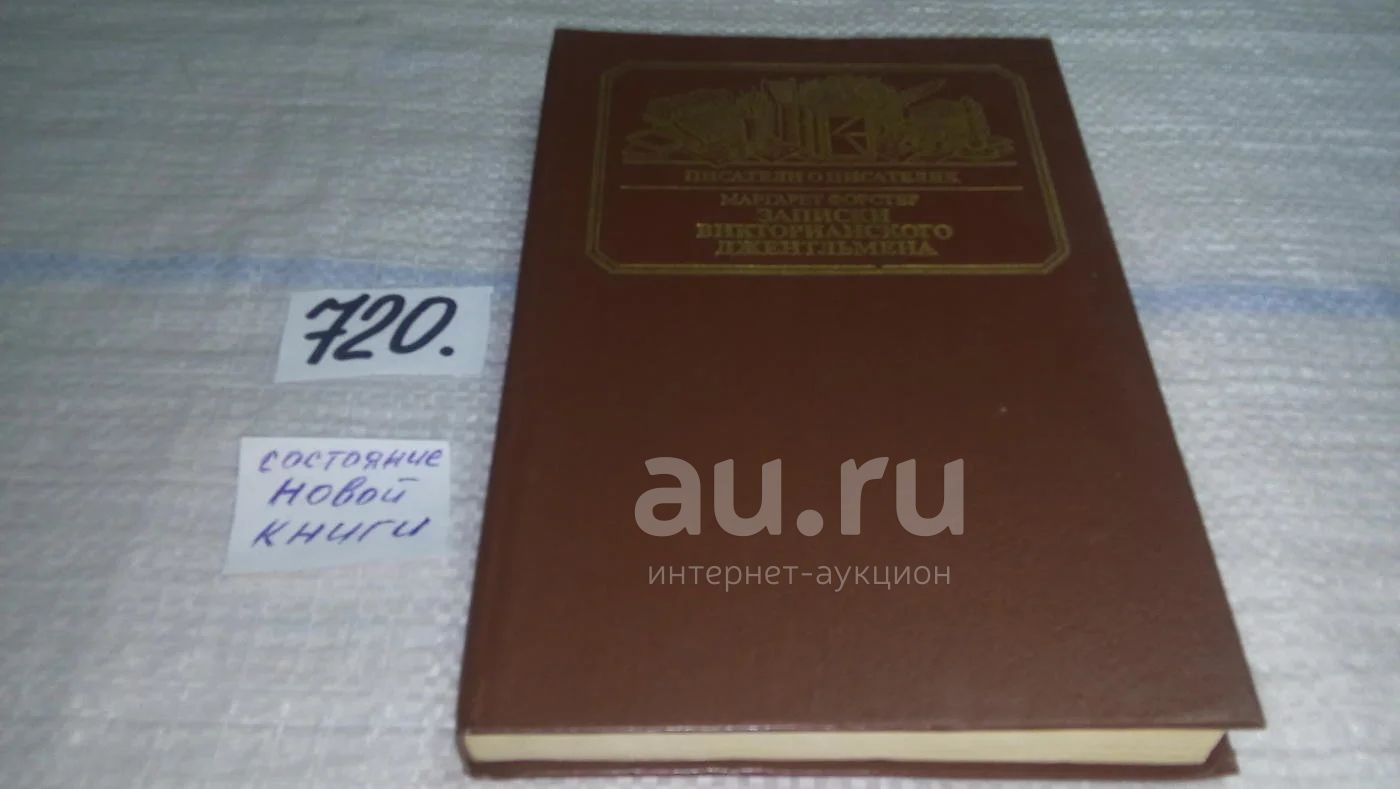 ПИСАТЕЛИ О ПИСАТЕЛЯХ
МАРГАРЕТ ФОРСТЕР
ЗАПИСКИ
ВИКТОРИАНСКОГО
ДЖЕНТЛЬМЕНА
720.
состояние
новой
книги
au.ru
интернет-аукцион